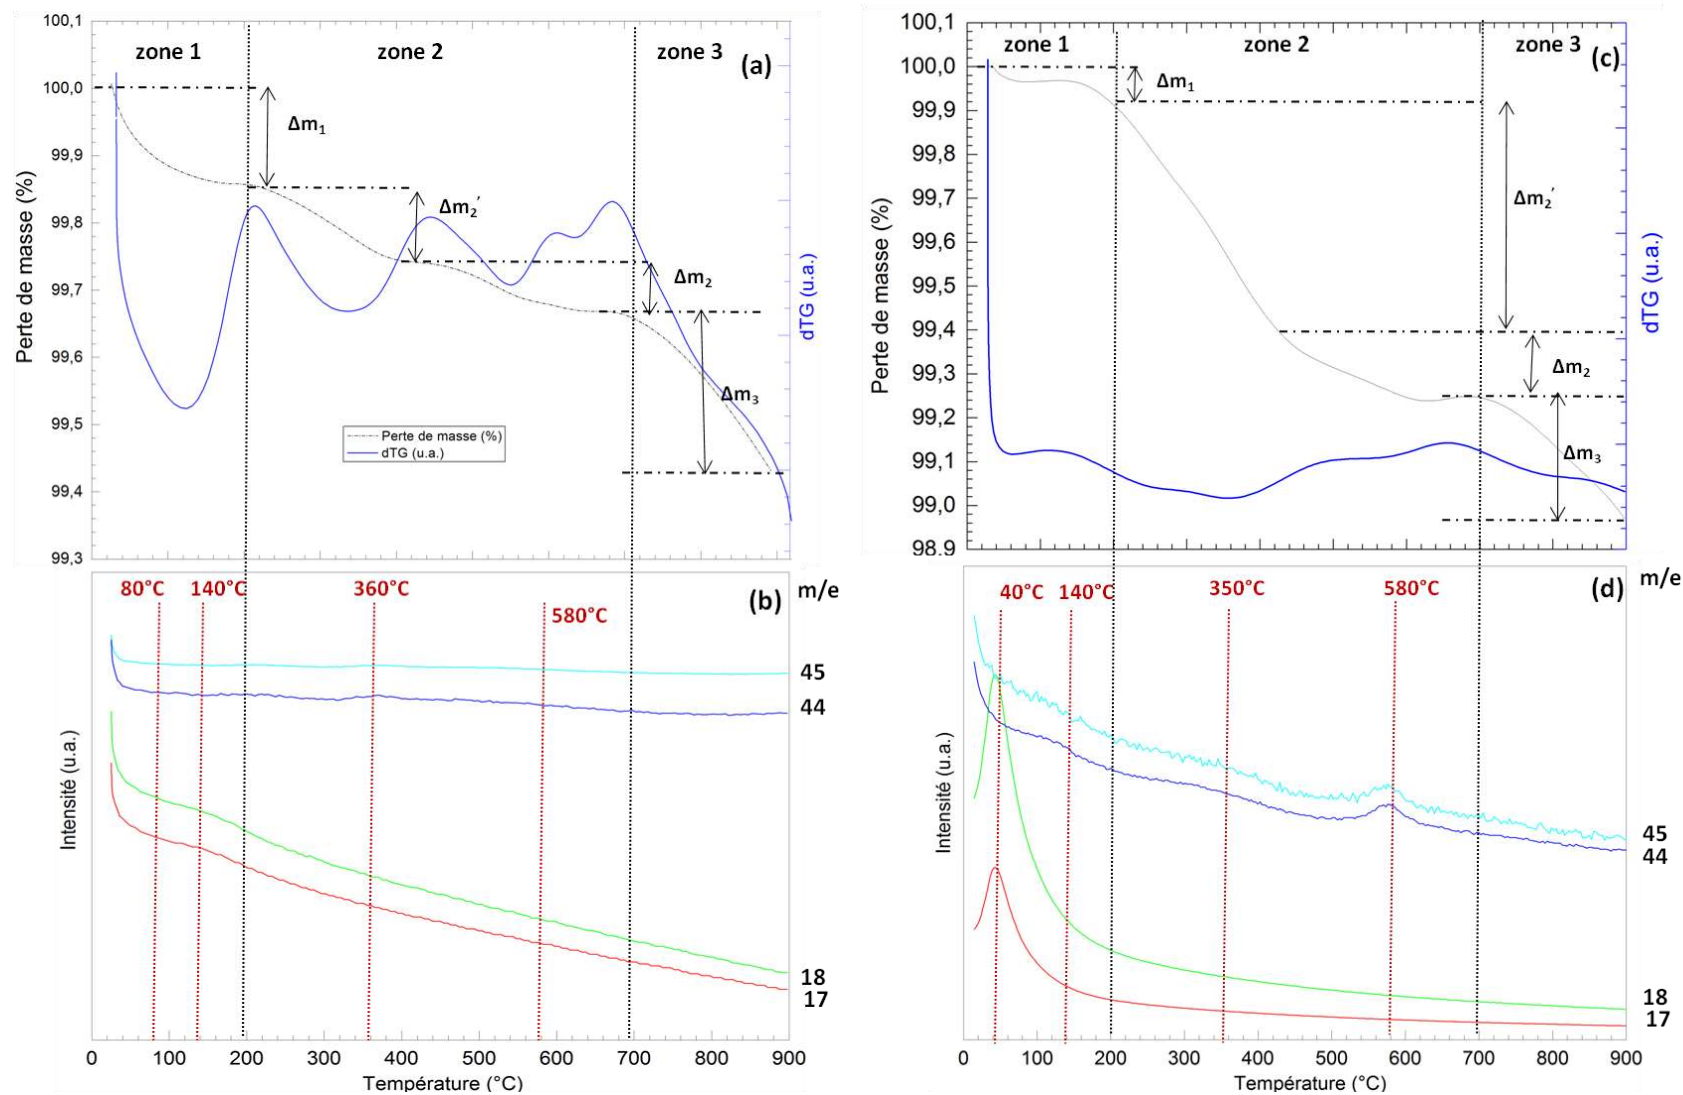 zone 1
zone 2
zone 3
(a)
100,1
100,0
99,9
99,8
99,7
99,6
99,5
99,4
99,3
Perte de masse (%)
Δm1
Δm2′
Δm2
Δm3
Perte de masse (%)
dTG (u.a.)
dTG (u.a.)
zone 1
zone 2
zone 3
(c)
100,1
100,0
99,9
99,8
99,7
99,6
99,5
99,4
99,3
99,2
99,1
99,0
98,9
Perte de masse (%)
Δm1
Δm2′
Δm2
Δm3
dTG (u.a.)
80°C
140°C
360°C
580°C
(b)
m/e
45
44
18
17
Intensité (u.a.)
0 100 200 300 400 500 600 700 800 900
Température (°C)
40°C
140°C
350°C
580°C
(d)
m/e
45
44
18
17
Intensité (u.a.)
0 100 200 300 400 500 600 700 800 900
Température (°C)